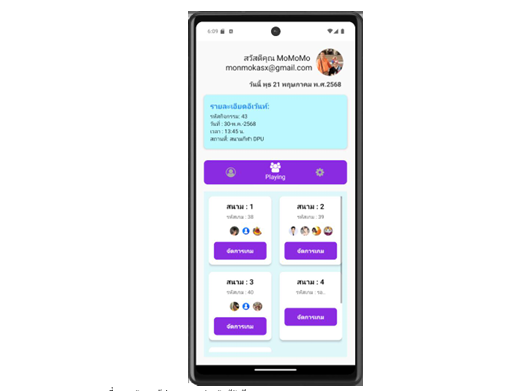 6:09
สวัสดีคุณ MoMoMo
monmokasx@gmail.com
วันนี้ พุธ 21 พฤษภาคม พ.ศ.2568
รายละเอียดอีเว้นท์:
รหัสกิจกรรม: 43
วันที่ : 30-พ.ค.-2568
เวลา : 13.45 น.
สถานที่: สนามกีฬา DPU
Playing
สนาม : 1
รหัสเกม : 38
จัดการเกม
สนาม : 2
รหัสเกม : 39
จัดการเกม
สนาม : 3
รหัสเกม : 40
จัดการเกม
สนาม : 4
รหัสเกม : รอ..
จัดการเกม